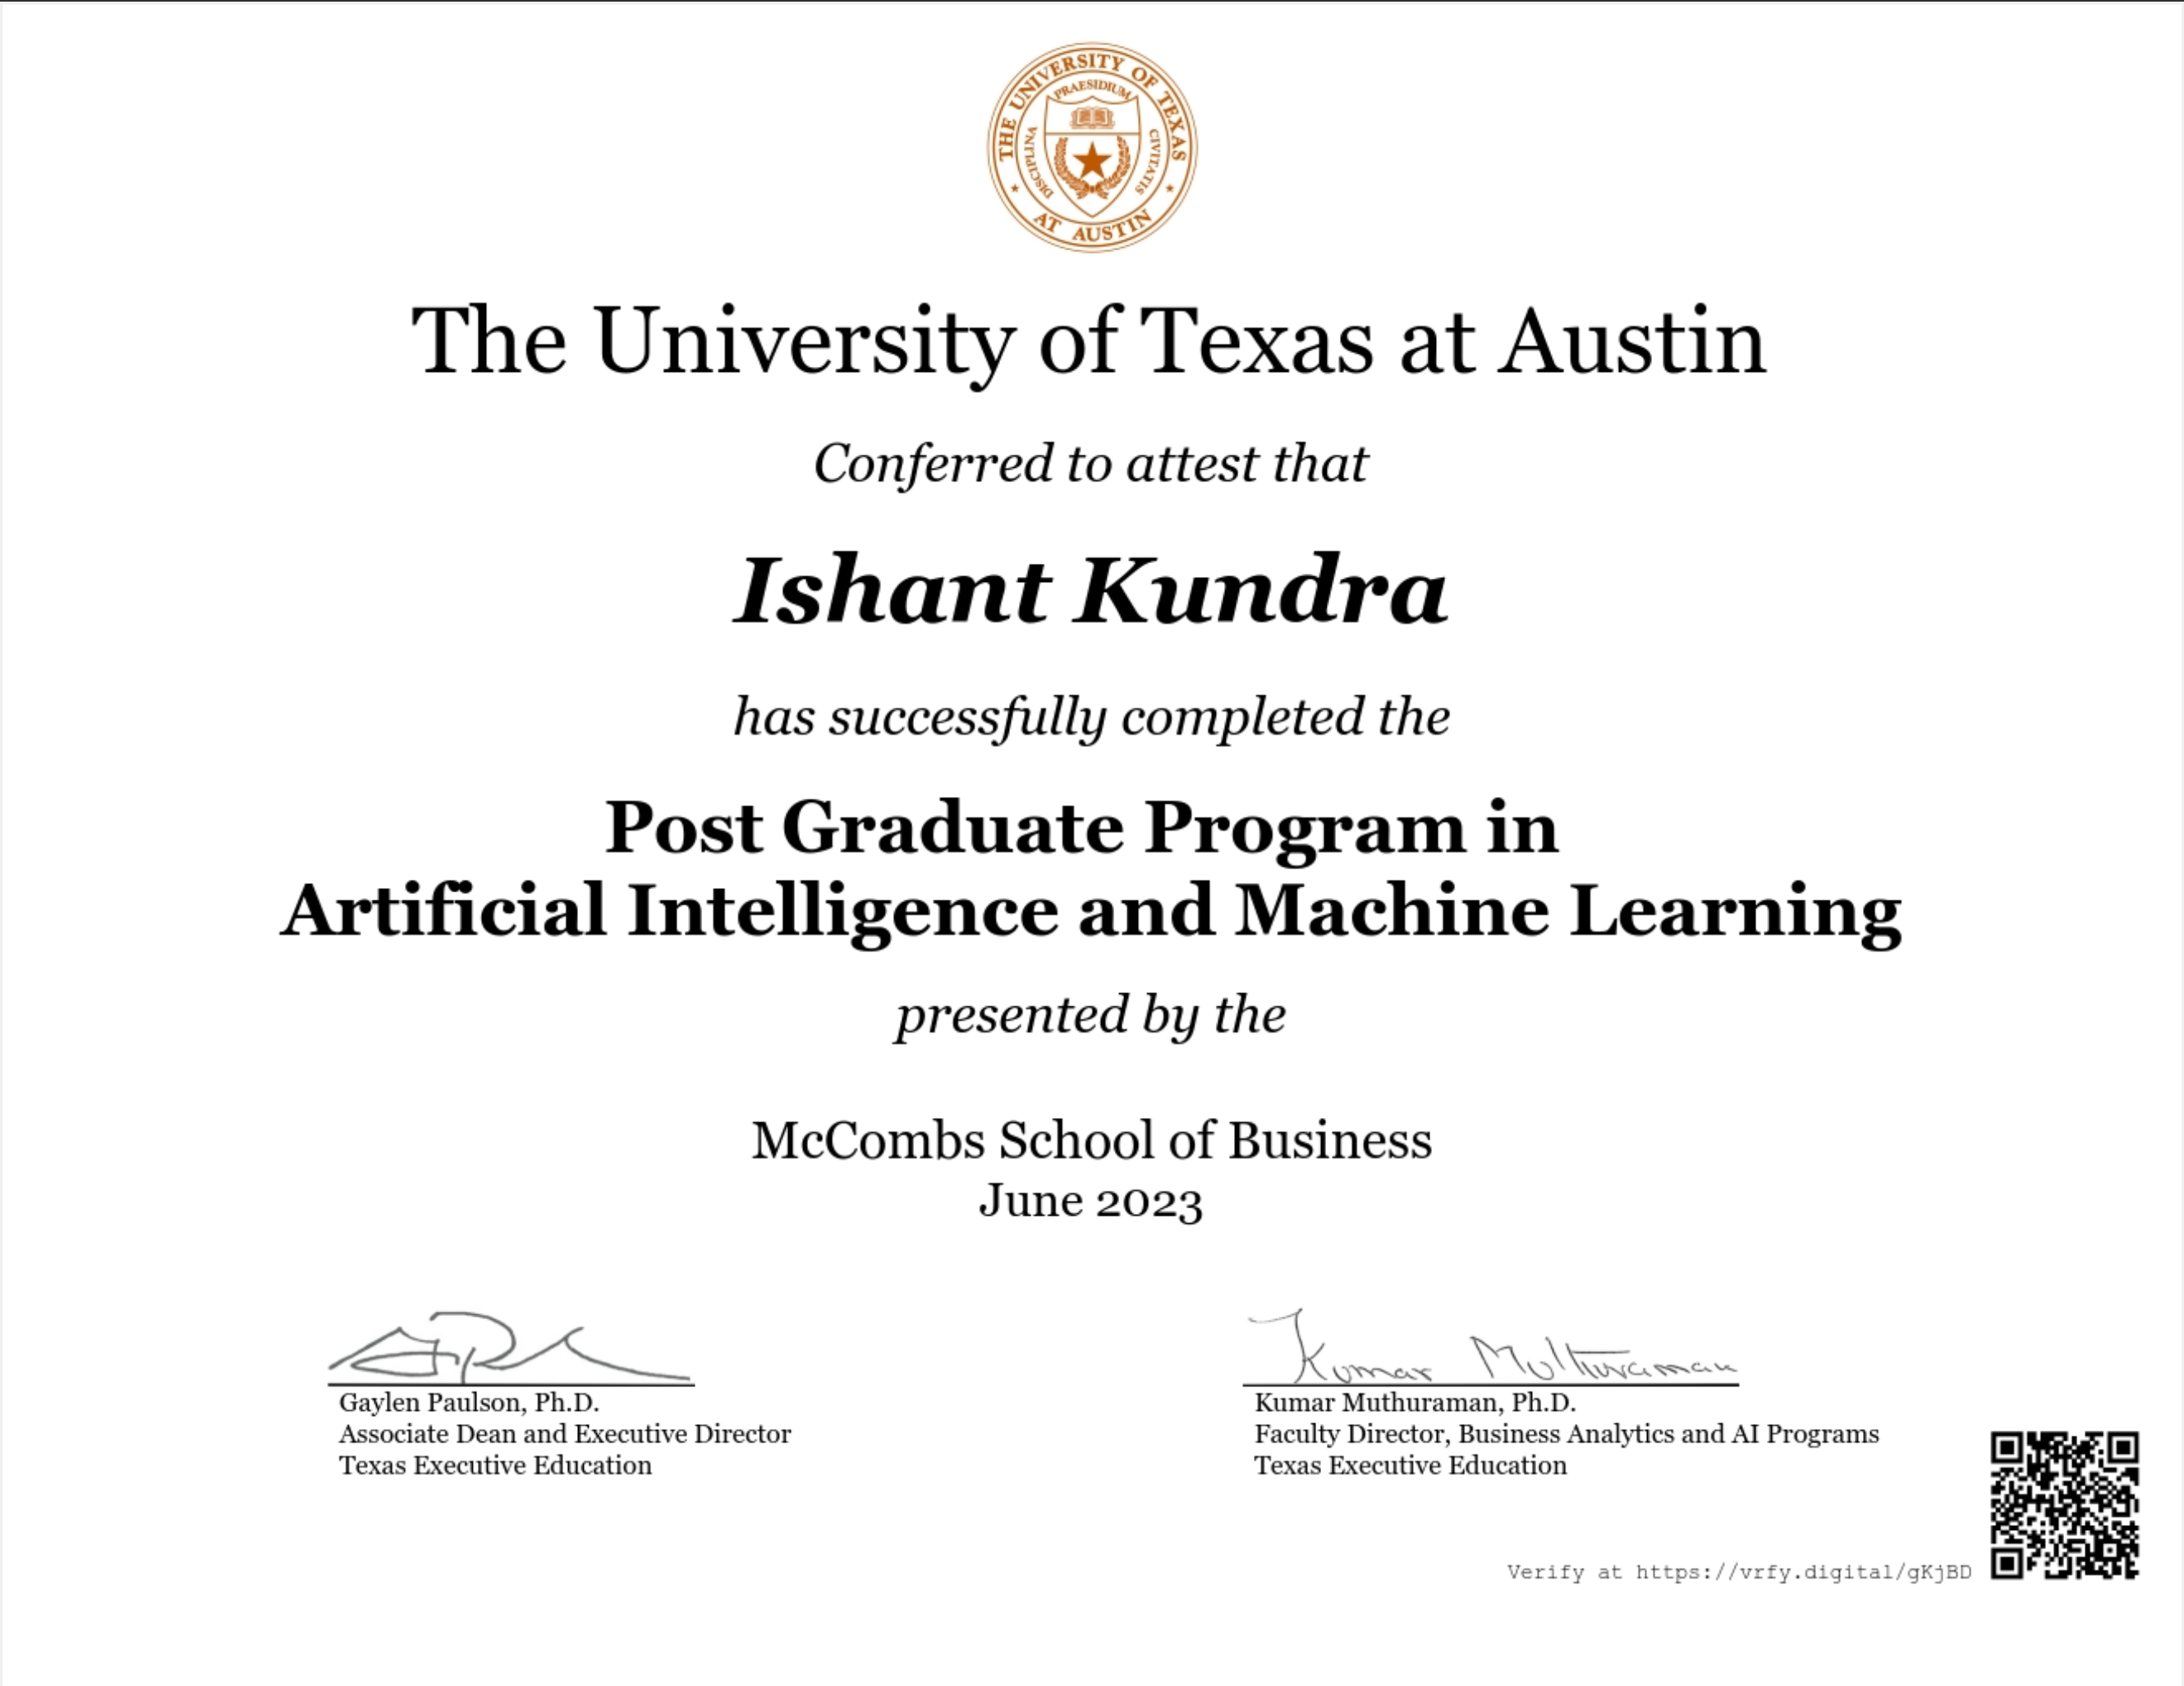 THE UNIVERSITY OF TEXAS
AT AUSTIN
PRAESIDIUM
DISCIPLINA
CIVITATIS
The University of Texas at Austin
Conferred to attest that
Ishant Kundra
has successfully completed the
Post Graduate Program in
Artificial Intelligence and Machine Learning
presented by the
McCombs School of Business
June 2023
Kumar Muthuraman
Gaylen Paulson, Ph.D.
Associate Dean and Executive Director
Texas Executive Education
Kumar Muthuraman, Ph.D.
Faculty Director, Business Analytics and AI Programs
Texas Executive Education
Verify at https://vrfy.digital/gKjBD